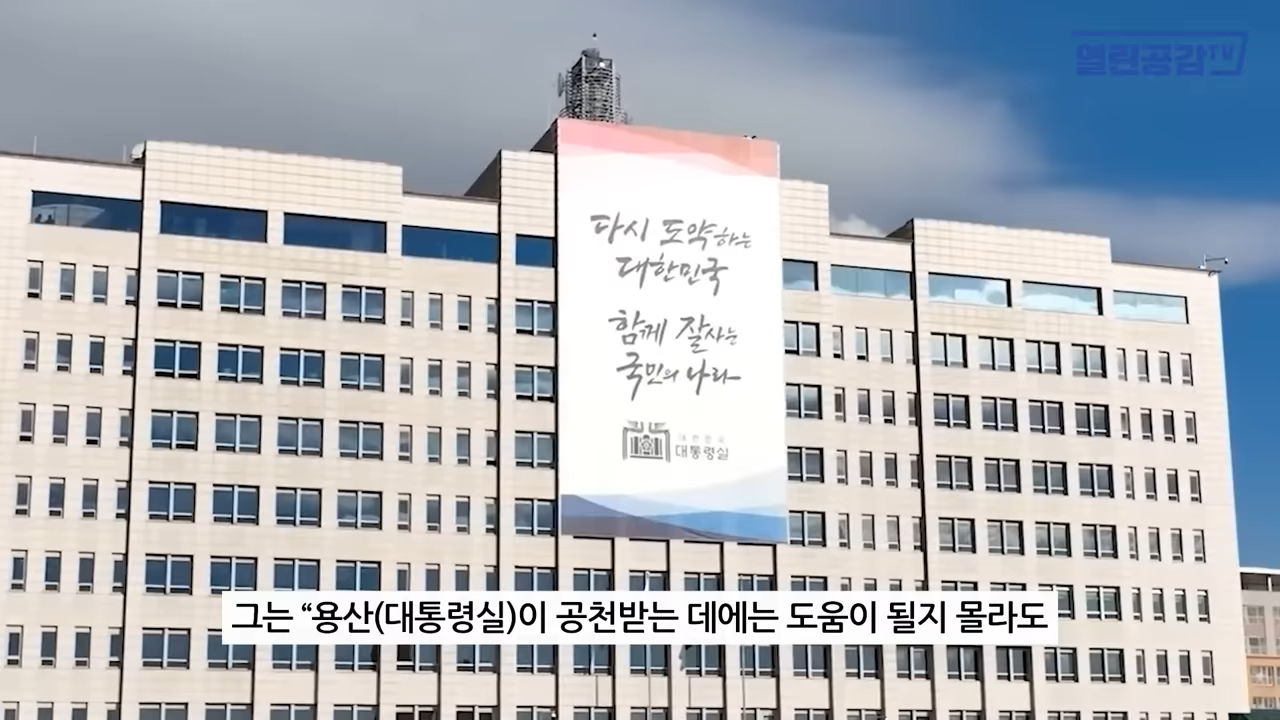 열린공감TV
다시 도약하는
대한민국
함께 잘사는
국민의 나라
대한민국
대통령실
그는 “용산(대통령실)이 공천받는 데에는 도움이 될지 몰라도